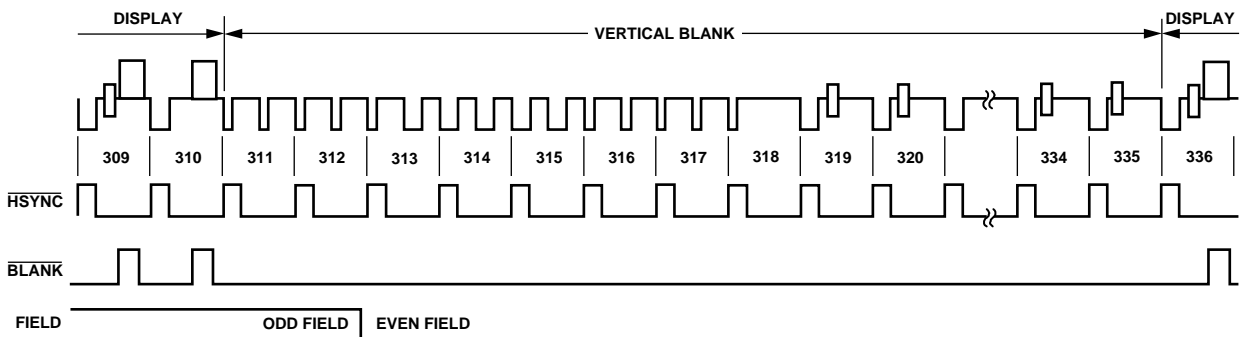 DISPLAY VERTICAL BLANK DISPLAY
309 310 311 312 313 314 315 316 317 318 319 320 334 335 336
HSYNC
BLANK
FIELD ODD FIELD EVEN FIELD